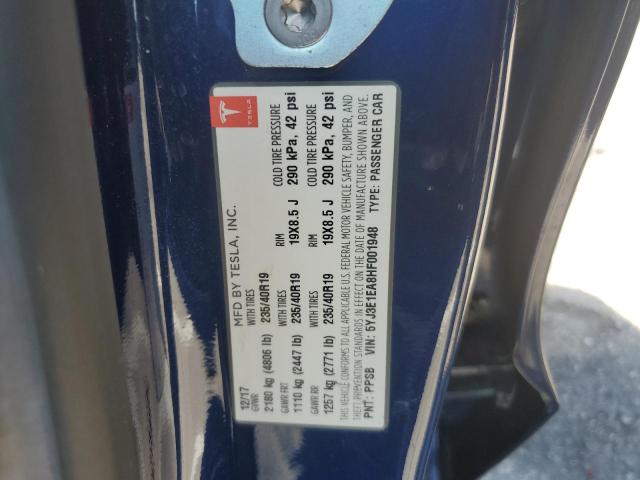 TESLA
MFD BY TESLA, INC.
12/17
GVWR WITH TIRES RIM COLD TIRE PRESSURE
2180 kg (4806 lb) 235/40R19
GAWR FRT WITH TIRES RIM COLD TIRE PRESSURE
1110 kg (2447 lb) 235/40R19 19X8.5 J 290 kPa, 42 psi
GAWR RR
1257 kg (2771 lb) 235/40R19 19X8.5 J 290 kPa, 42 psi
THIS VEHICLE CONFORMS TO ALL APPLICABLE U.S. FEDERAL MOTOR VEHICLE SAFETY, BUMPER, AND
THEFT PREVENTION STANDARDS IN EFFECT ON THE DATE OF MANUFACTURE SHOWN ABOVE.
PNT: PPSB VIN: 5YJ3E1EA8HF001948 TYPE: PASSENGER CAR